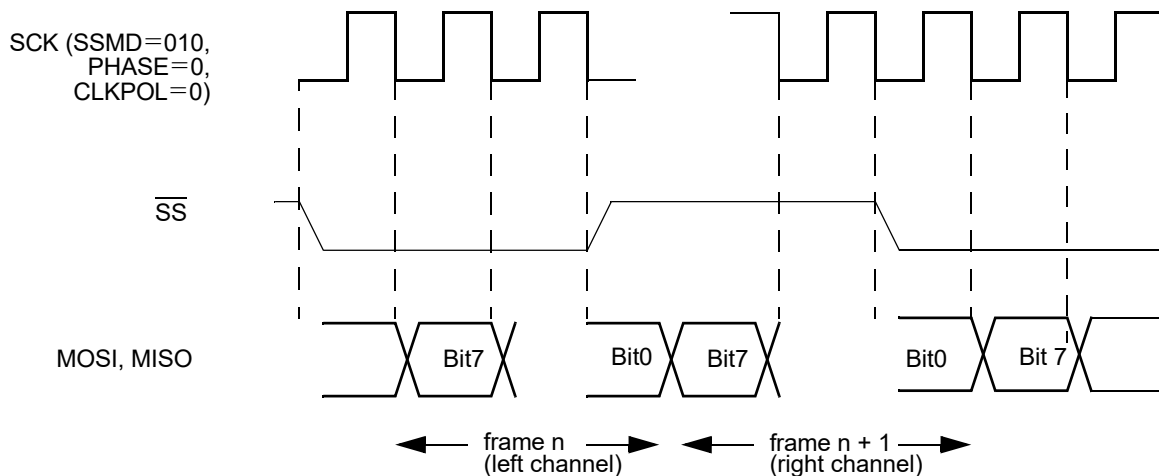 SCK (SSMD=010,
PHASE=0,
CLKPOL=0)
SS
MOSI, MISO
Bit7
Bit0
Bit7
Bit0
Bit 7
frame n
(left channel)
frame n + 1
(right channel)